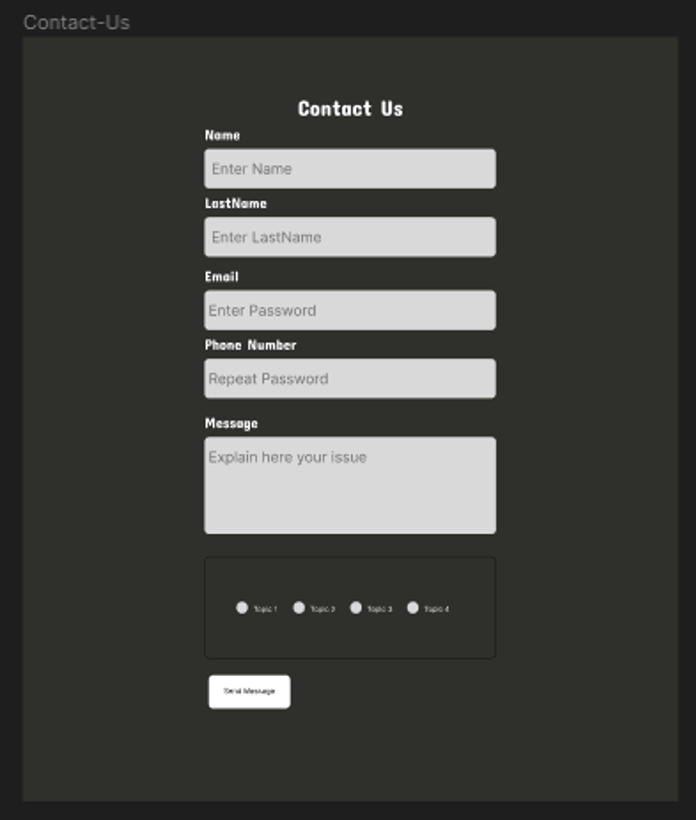 Contact-Us
Contact Us
Name
Enter Name
LastName
Enter LastName
Email
Enter Password
Phone Number
Repeat Password
Message
Explain here your issue
Topic 1 Topic 2 Topic 3 Topic 4
Send Message